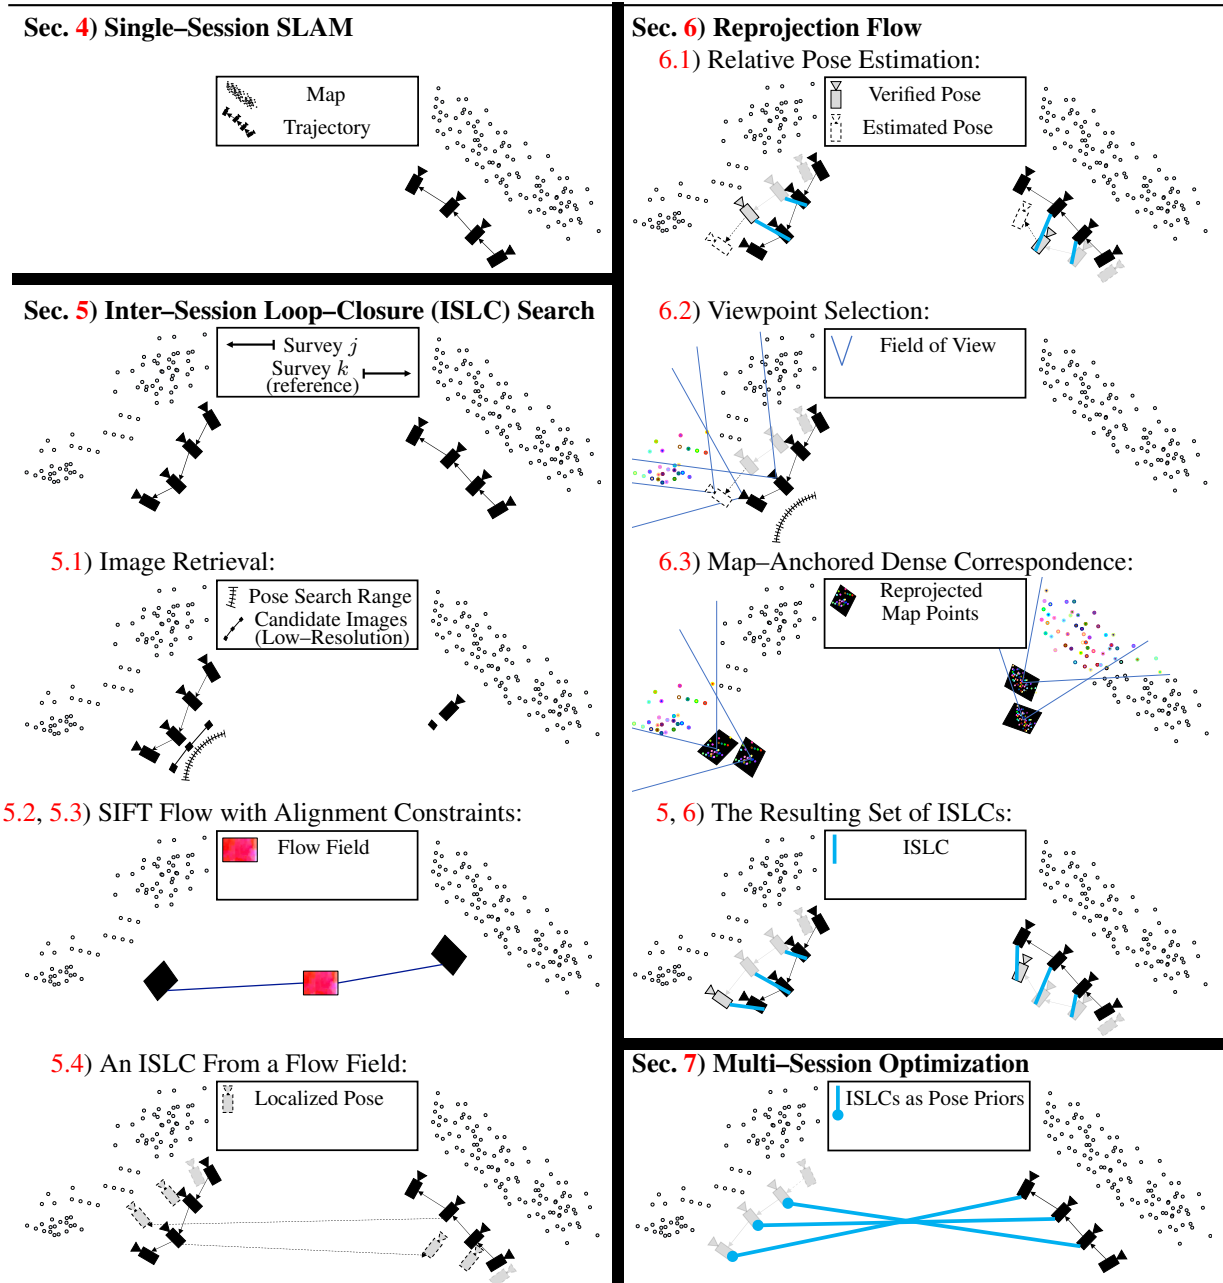 Sec. 4) Single–Session SLAM
Map
Trajectory
Sec. 5) Inter–Session Loop–Closure (ISLC) Search
Survey j
Survey k
(reference)
5.1) Image Retrieval:
Pose Search Range
Candidate Images
(Low–Resolution)
5.2, 5.3) SIFT Flow with Alignment Constraints:
Flow Field
5.4) An ISLC From a Flow Field:
Localized Pose
Sec. 6) Reprojection Flow
6.1) Relative Pose Estimation:
Verified Pose
Estimated Pose
6.2) Viewpoint Selection:
Field of View
6.3) Map–Anchored Dense Correspondence:
Reprojected
Map Points
5, 6) The Resulting Set of ISLCs:
ISLC
Sec. 7) Multi–Session Optimization
ISLCs as Pose Priors